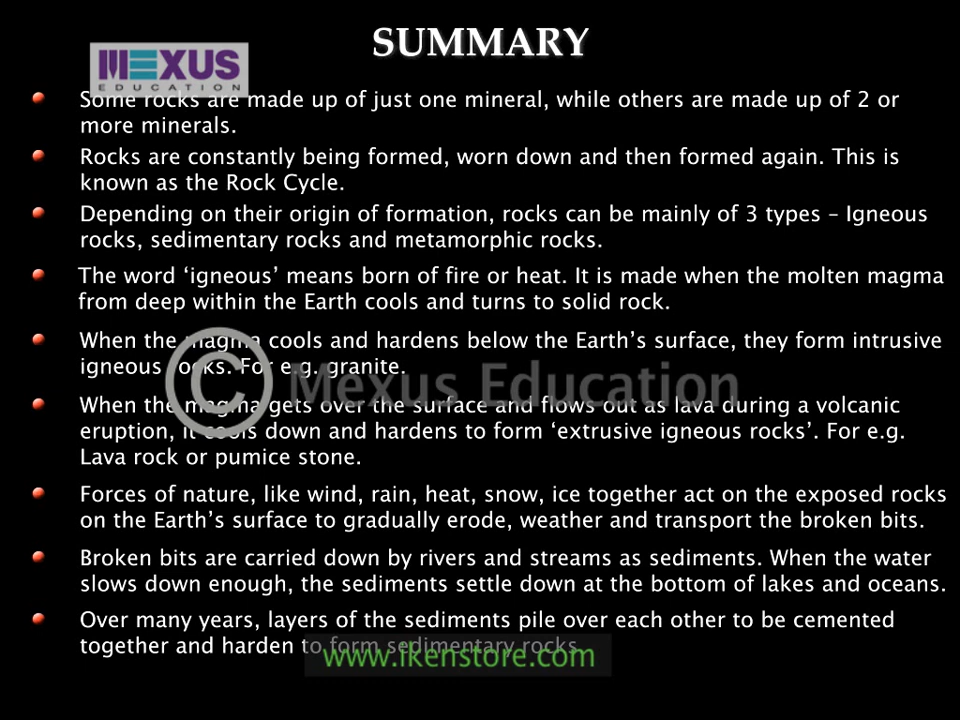 SUMMARY
MEXUS
EDUCATION
Some rocks are made up of just one mineral, while others are made up of 2 or
more minerals.
Rocks are constantly being formed, worn down and then formed again. This is
known as the Rock Cycle.
Depending on their origin of formation, rocks can be mainly of 3 types – Igneous
rocks, sedimentary rocks and metamorphic rocks.
The word ‘igneous’ means born of fire or heat. It is made when the molten magma
from deep within the Earth cools and turns to solid rock.
When the magma cools and hardens below the Earth’s surface, they form intrusive
igneous rocks. For e.g. granite.
© Mexus Education
When the magma gets over the surface and flows out as lava during a volcanic
eruption, it cools down and hardens to form ‘extrusive igneous rocks’. For e.g.
Lava rock or pumice stone.
Forces of nature, like wind, rain, heat, snow, ice together act on the exposed rocks
on the Earth’s surface to gradually erode, weather and transport the broken bits.
Broken bits are carried down by rivers and streams as sediments. When the water
slows down enough, the sediments settle down at the bottom of lakes and oceans.
Over many years, layers of the sediments pile over each other to be cemented
together and harden to form sedimentary rocks.
www.ikenstore.com